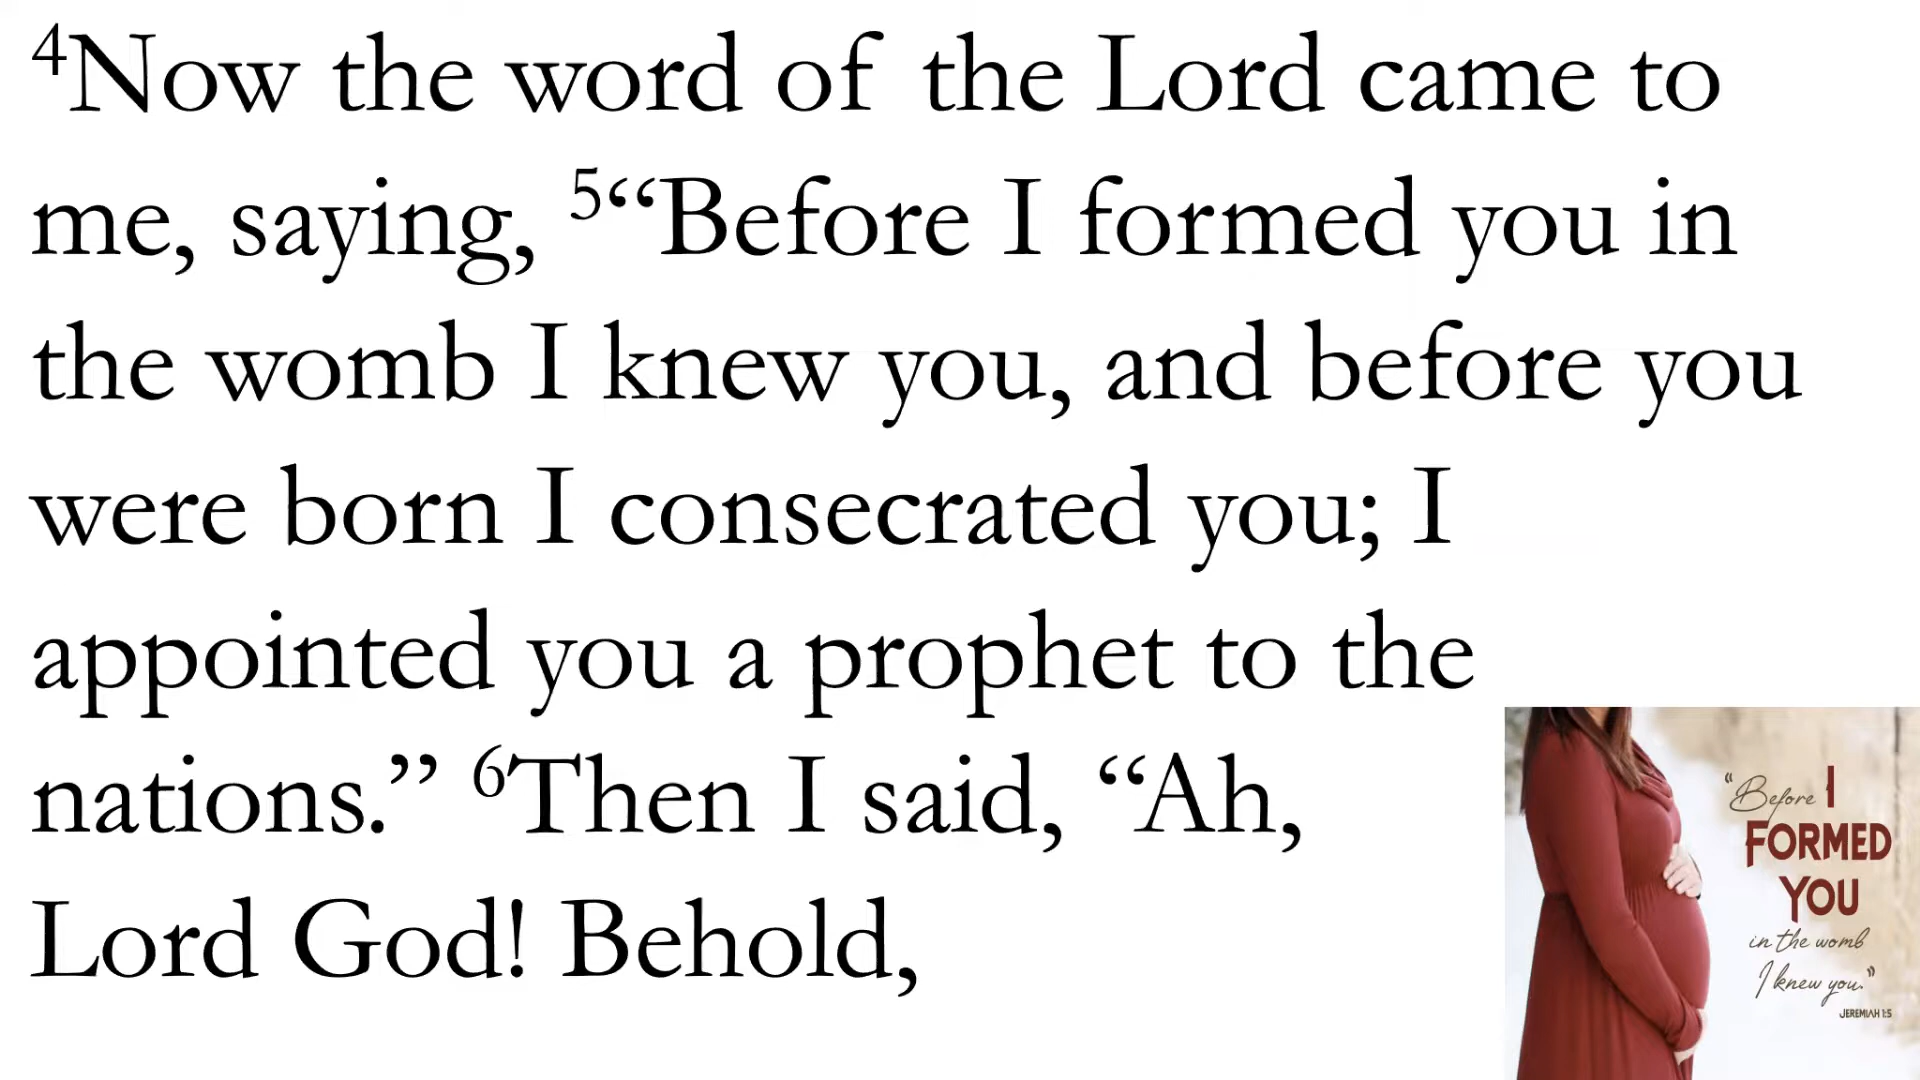 ⁴Now the word of the Lord came to
me, saying, ⁵“Before I formed you in
the womb I knew you, and before you
were born I consecrated you; I
appointed you a prophet to the
nations.” ⁶Then I said, “Ah,
Lord God! Behold,
“Before I
FORMED
YOU
in the womb
I knew you.”
JEREMIAH 1:5